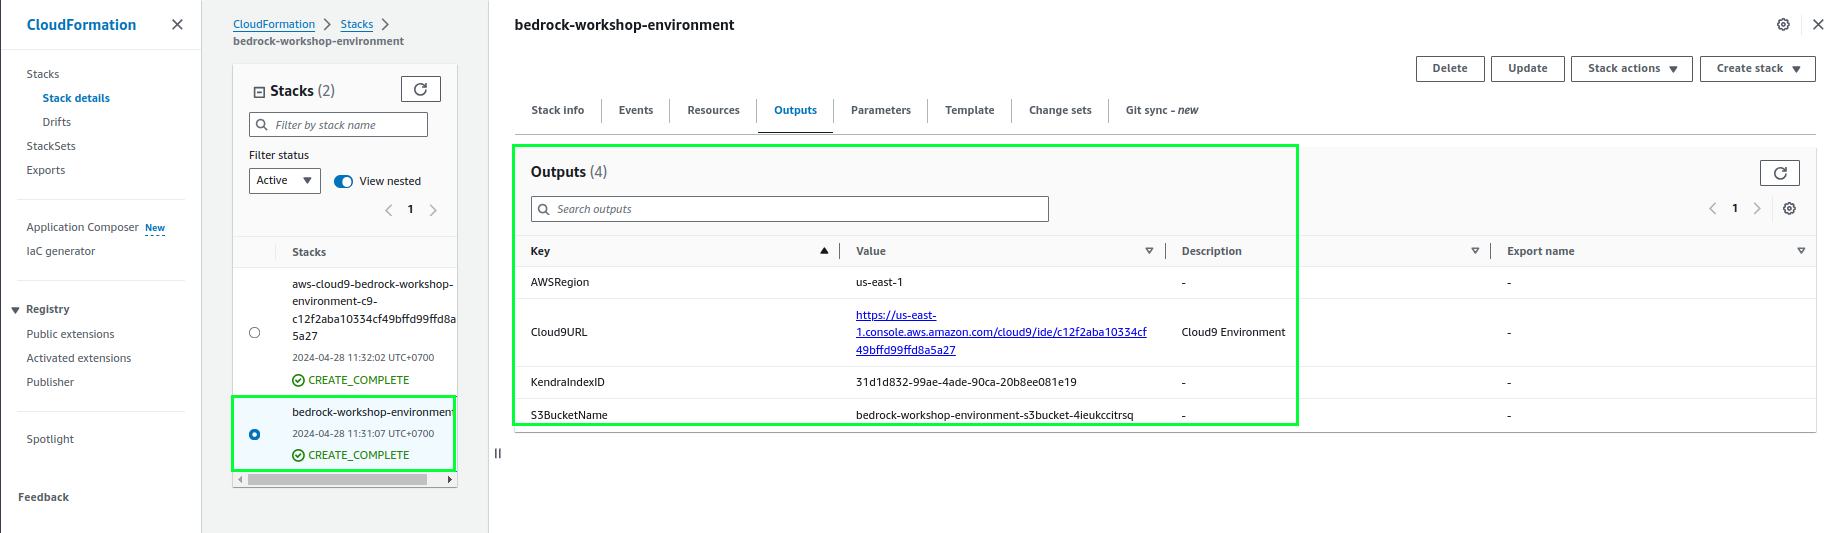 CloudFormation
Stacks
Stack details
Drifts
StackSets
Exports
Application Composer New
IaC generator
Registry
Public extensions
Activated extensions
Publisher
Spotlight
Feedback
CloudFormation > Stacks >
bedrock-workshop-environment
Stacks (2)
Filter by stack name
Filter status
Active
View nested
1
Stacks
aws-cloud9-bedrock-workshop-
environment-c9-
c12f2aba10334cf49bffd99ffd8a
5a27
2024-04-28 11:32:02 UTC+0700
CREATE_COMPLETE
bedrock-workshop-environment
2024-04-28 11:31:07 UTC+0700
CREATE_COMPLETE
bedrock-workshop-environment
Delete
Update
Stack actions
Create stack
Stack info
Events
Resources
Outputs
Parameters
Template
Change sets
Git sync - new
Outputs (4)
Search outputs
1
Key Value Description Export name
AWSRegion us-east-1 - -
Cloud9URL https://us-east-
1.console.aws.amazon.com/cloud9/ide/c12f2aba10334cf
49bffd99ffd8a5a27 Cloud9 Environment -
KendraIndexID 31d1d832-99ae-4ade-90ca-20b8ee081e19 - -
S3BucketName bedrock-workshop-environment-s3bucket-4ieukccitrsq - -